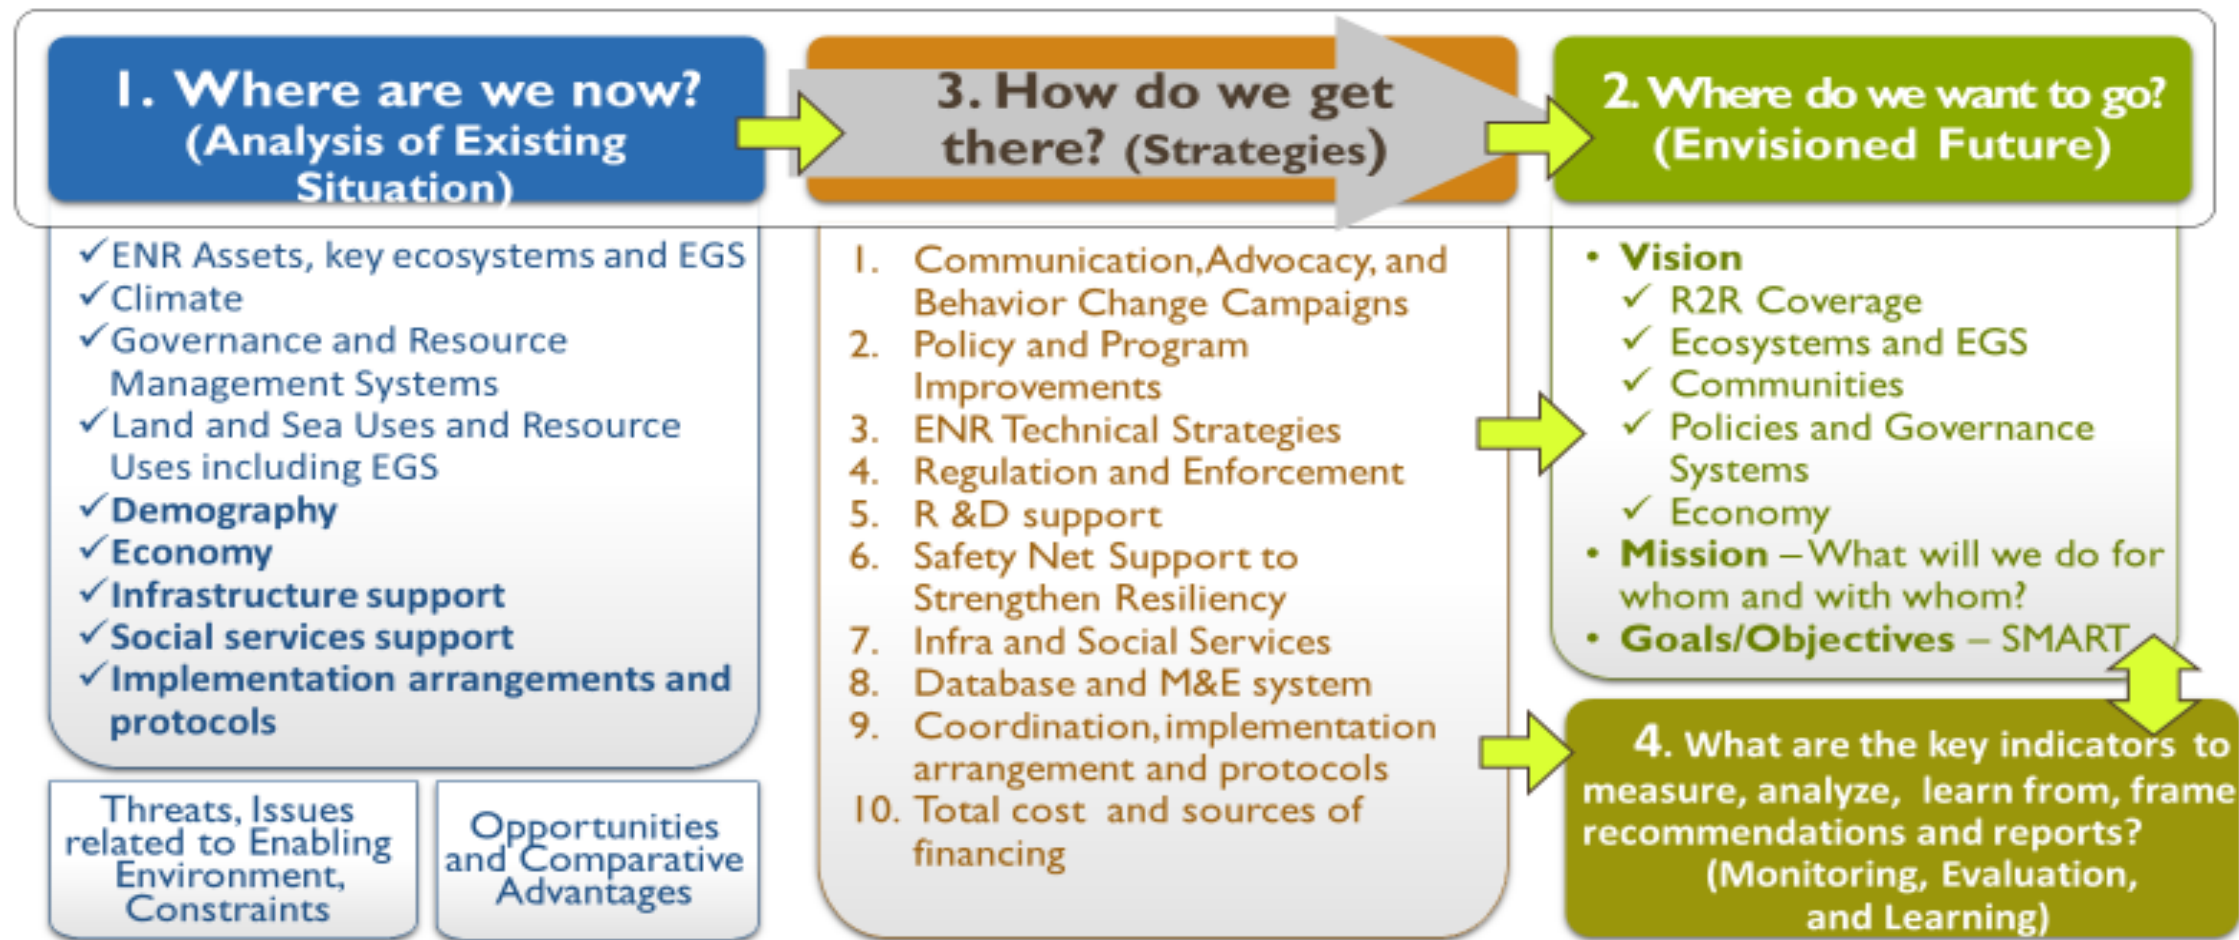 1. Where are we now?
(Analysis of Existing
Situation)
✓ENR Assets, key ecosystems and EGS
✓Climate
✓Governance and Resource
Management Systems
✓Land and Sea Uses and Resource
Uses including EGS
✓Demography
✓Economy
✓Infrastructure support
✓Social services support
✓Implementation arrangements and
protocols
Threats, Issues
related to Enabling
Environment,
Constraints
Opportunities
and Comparative
Advantages
3. How do we get
there? (Strategies)
1. Communication, Advocacy, and
Behavior Change Campaigns
2. Policy and Program
Improvements
3. ENR Technical Strategies
4. Regulation and Enforcement
5. R &D support
6. Safety Net Support to
Strengthen Resiliency
7. Infra and Social Services
8. Database and M&E system
9. Coordination, implementation
arrangement and protocols
10. Total cost and sources of
financing
2. Where do we want to go?
(Envisioned Future)
• Vision
✓ R2R Coverage
✓ Ecosystems and EGS
✓ Communities
✓ Policies and Governance
Systems
✓ Economy
• Mission – What will we do for
whom and with whom?
• Goals/Objectives – SMART
4. What are the key indicators to
measure, analyze, learn from, frame
recommendations and reports?
(Monitoring, Evaluation,
and Learning)